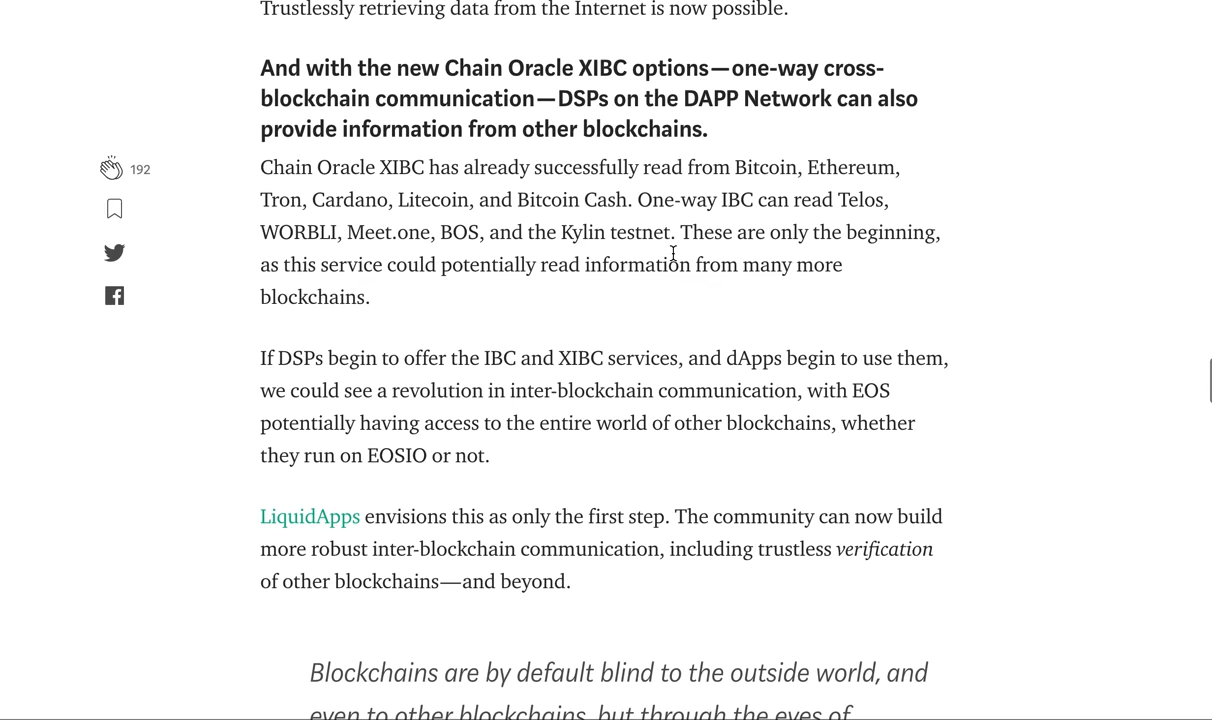 Trustlessly retrieving data from the Internet is now possible.
And with the new Chain Oracle XIBC options—one-way cross-
blockchain communication—DSPs on the DAPP Network can also
provide information from other blockchains.
192
Chain Oracle XIBC has already successfully read from Bitcoin, Ethereum,
Tron, Cardano, Litecoin, and Bitcoin Cash. One-way IBC can read Telos,
WORBLI, Meet.one, BOS, and the Kylin testnet. These are only the beginning,
as this service could potentially read information from many more
blockchains.
If DSPs begin to offer the IBC and XIBC services, and dApps begin to use them,
we could see a revolution in inter-blockchain communication, with EOS
potentially having access to the entire world of other blockchains, whether
they run on EOSIO or not.
LiquidApps envisions this as only the first step. The community can now build
more robust inter-blockchain communication, including trustless verification
of other blockchains—and beyond.
Blockchains are by default blind to the outside world, and
even to other blockchains, but through the eyes of